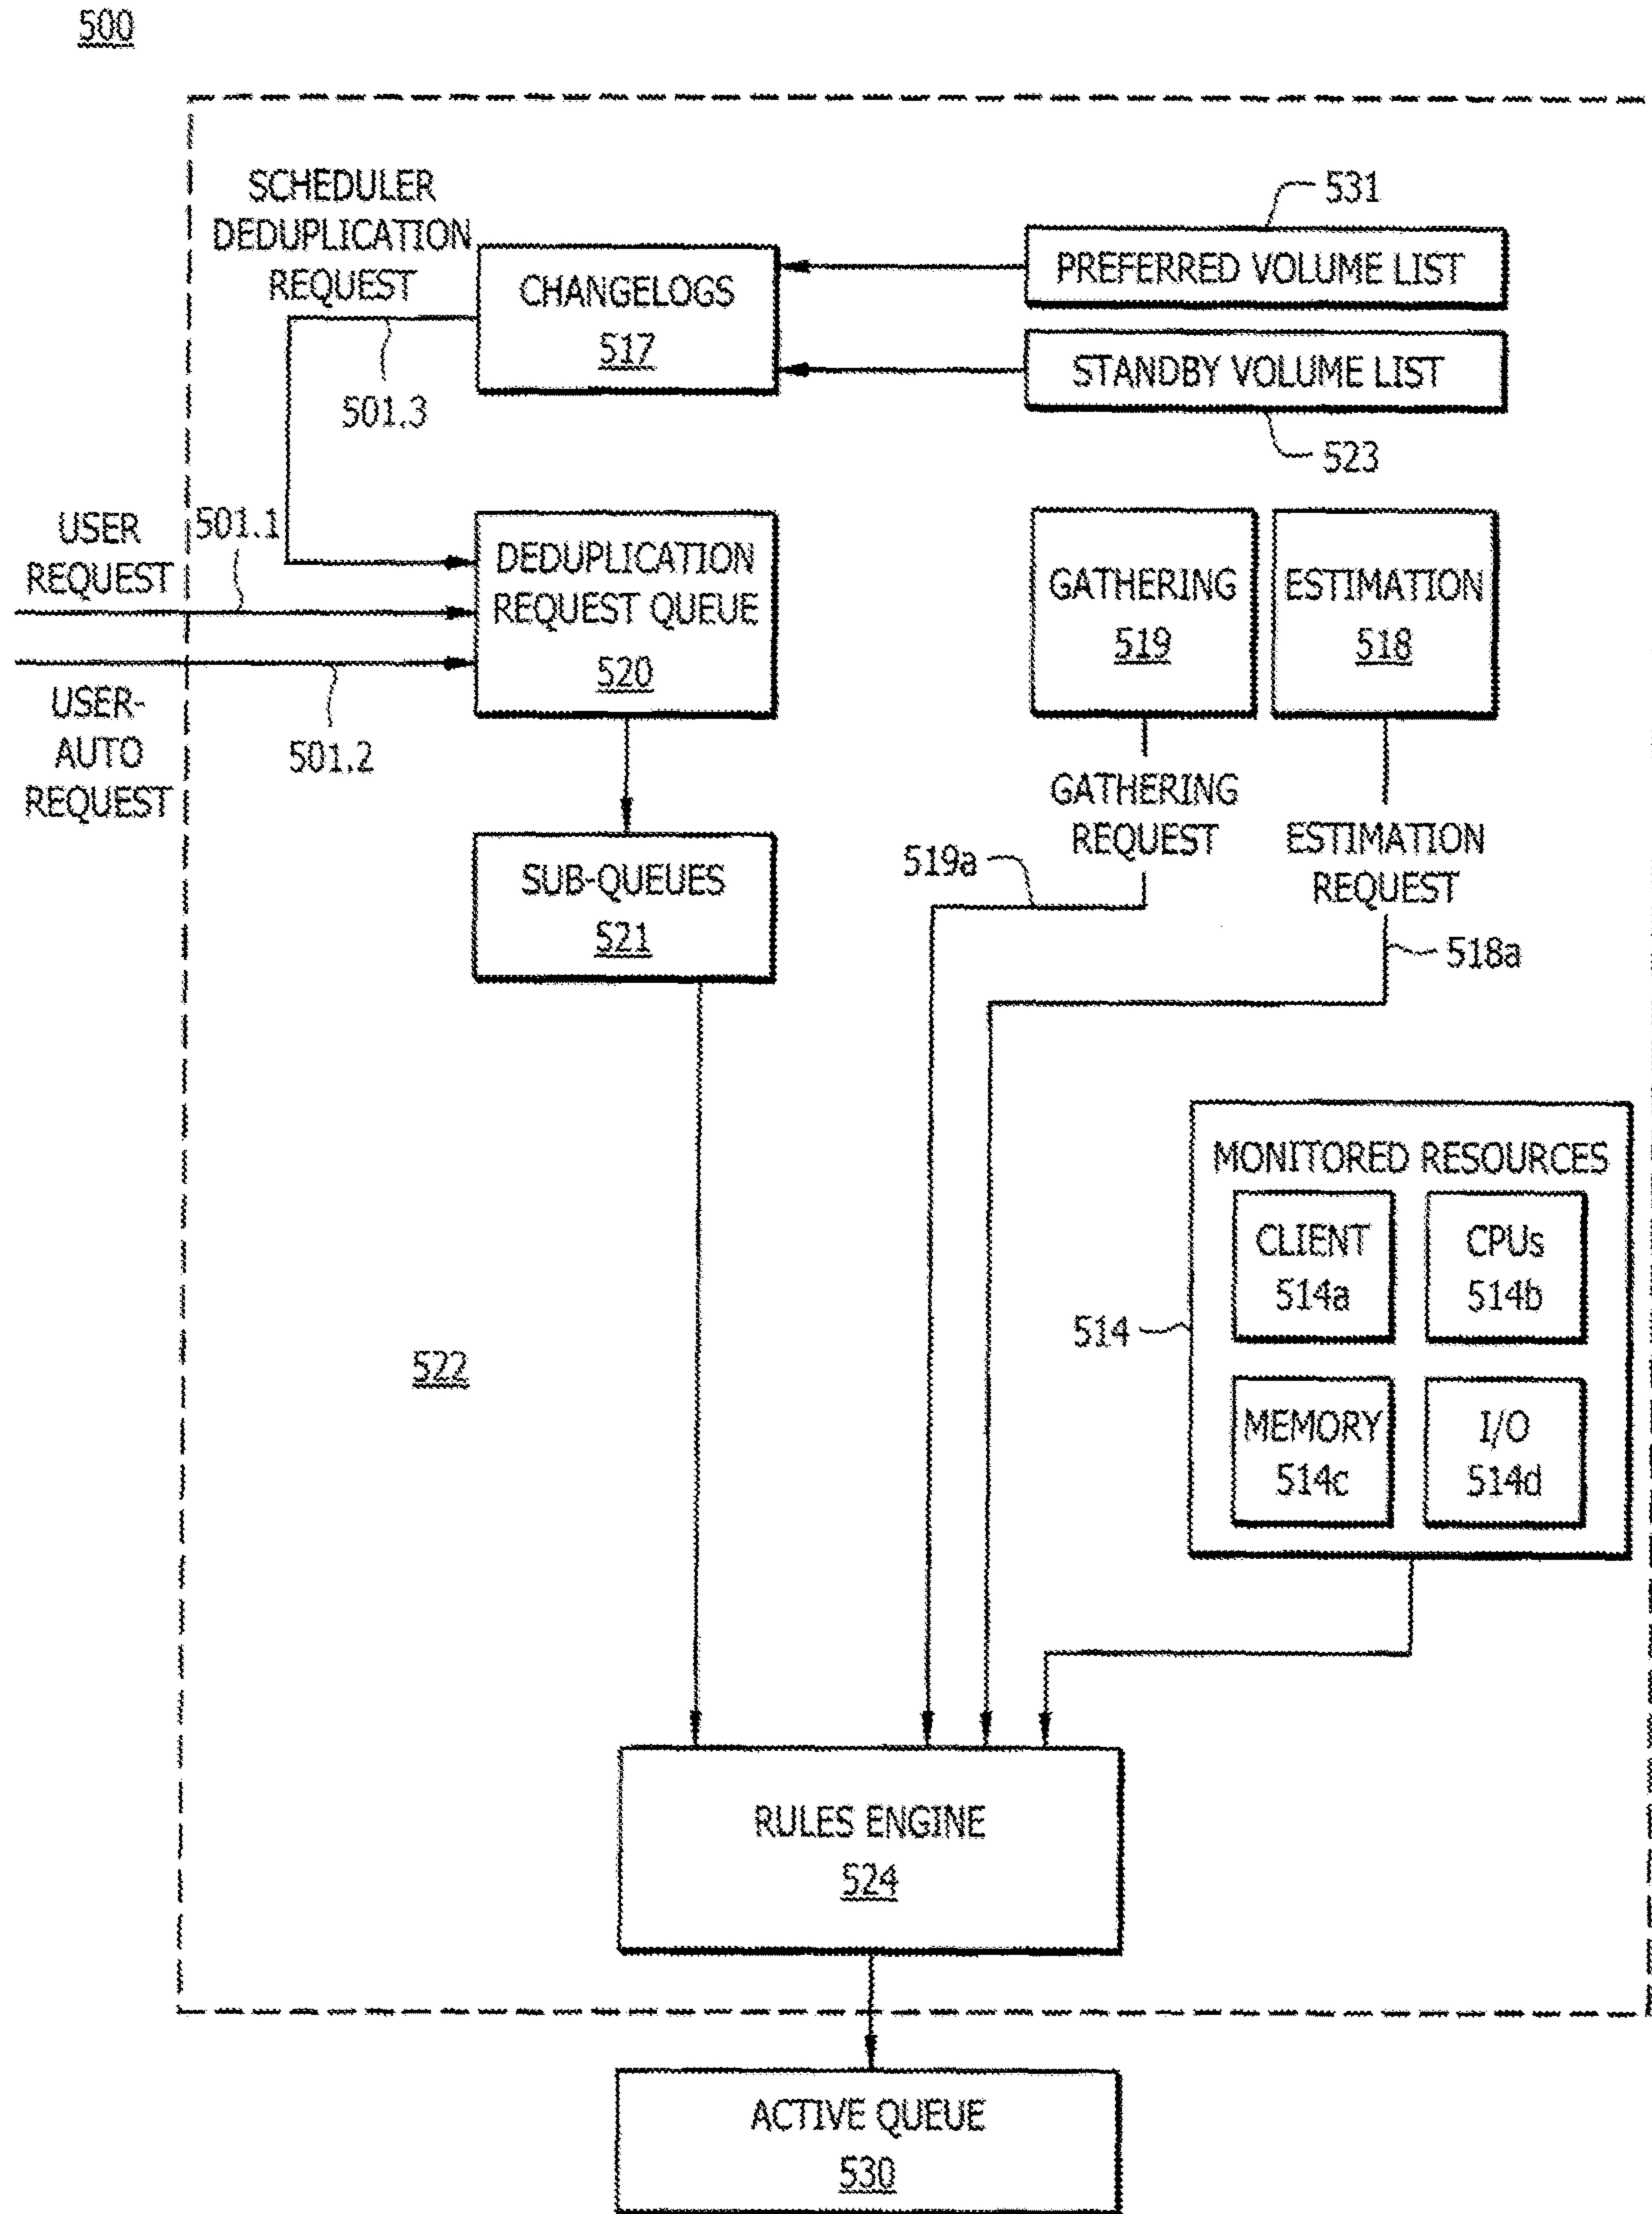 500
SCHEDULER
DEDUPLICATION
REQUEST
531
PREFERRED VOLUME LIST
CHANGELOGS
517
STANDBY VOLUME LIST
501.3
523
USER
REQUEST
501.1
DEDUPLICATION
REQUEST QUEUE
520
GATHERING
519
ESTIMATION
518
USER-
AUTO
REQUEST
501.2
GATHERING
REQUEST
ESTIMATION
REQUEST
519a
518a
SUB-QUEUES
521
MONITORED RESOURCES
CLIENT
514a
CPUs
514b
514
MEMORY
514c
I/O
514d
522
RULES ENGINE
524
ACTIVE QUEUE
530